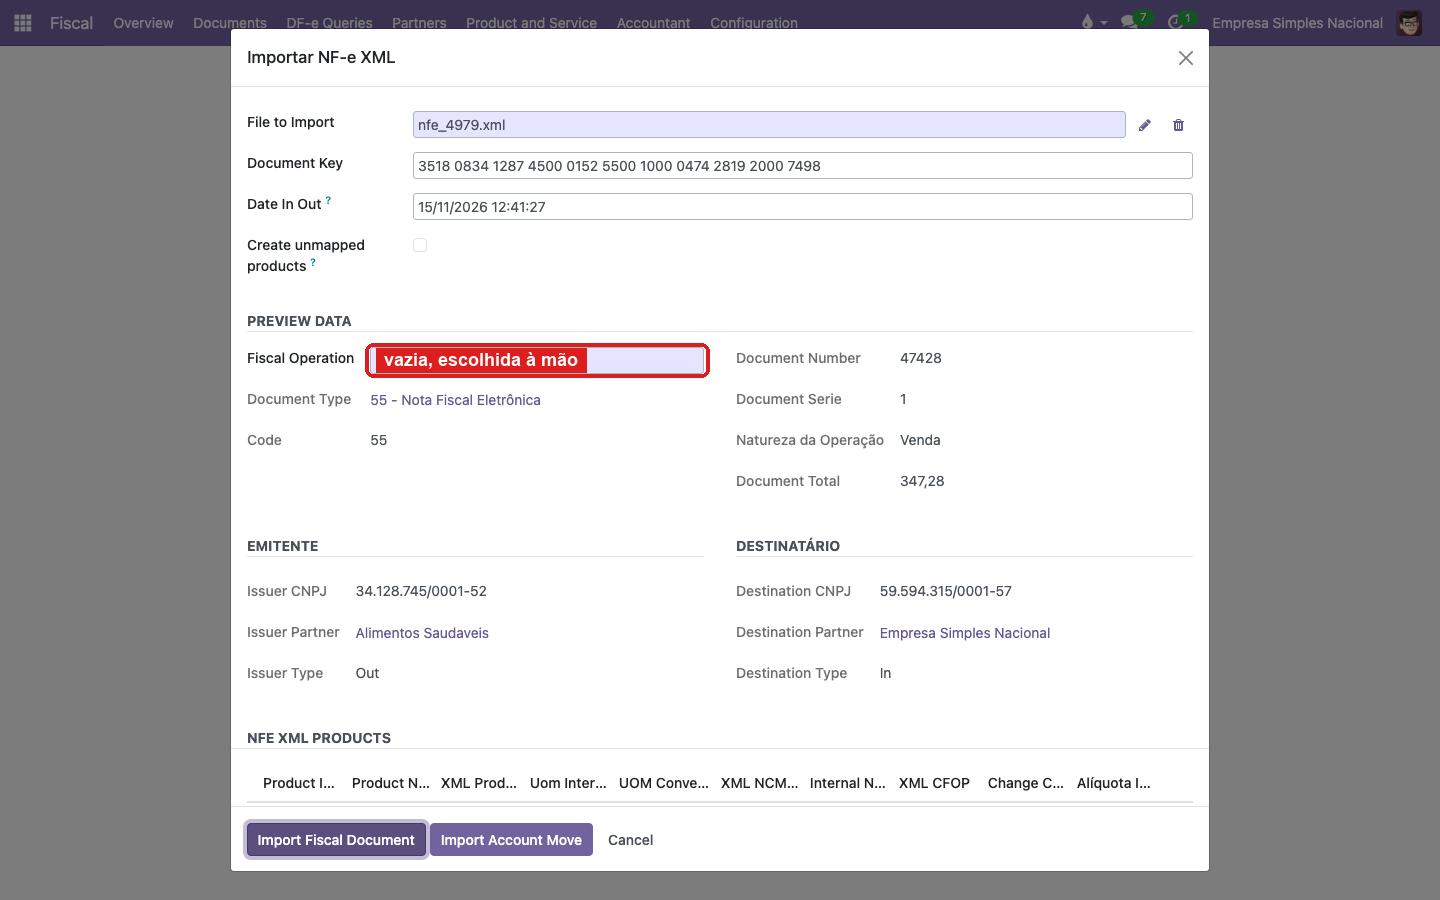 Fiscal Overview Documents DF-e Queries Partners Product and Service Accountant Configuration 7 1 Empresa Simples Nacional
Importar NF-e XML
File to Import nfe_4979.xml
Document Key 3518 0834 1287 4500 0152 5500 1000 0474 2819 2000 7498
Date In Out ? 15/11/2026 12:41:27
Create unmapped
products ?
PREVIEW DATA
Fiscal Operation vazia, escolhida à mão
Document Number 47428
Document Type 55 - Nota Fiscal Eletrônica
Document Serie 1
Code 55
Natureza da Operação Venda
Document Total 347,28
EMITENTE
DESTINATÁRIO
Issuer CNPJ 34.128.745/0001-52
Destination CNPJ 59.594.315/0001-57
Issuer Partner Alimentos Saudaveis
Destination Partner Empresa Simples Nacional
Issuer Type Out
Destination Type In
NFE XML PRODUCTS
Product I... Product N... XML Prod... Uom Inter... UOM Conve... XML NCM... Internal N... XML CFOP Change C... Alíquota I...
Import Fiscal Document Import Account Move Cancel